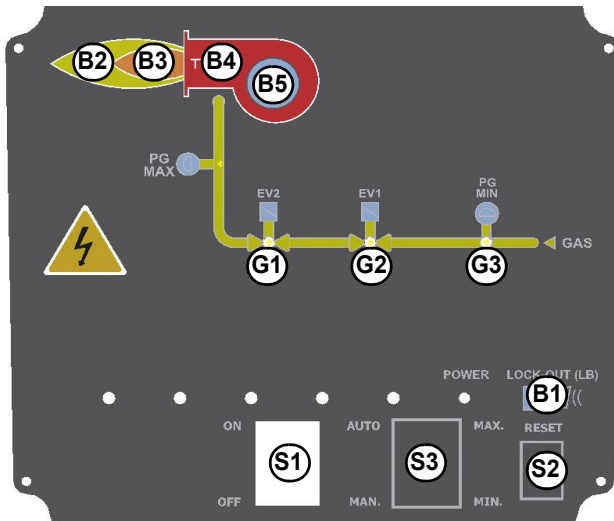 B2 B3 T B4
B5
PG
MAX
EV2 EV1 PG
MIN
GAS
G1 G2 G3
POWER LOCK-OUT (LB)
B1
ON AUTO MAX. RESET
S1 S3 S2
OFF MAN. MIN.